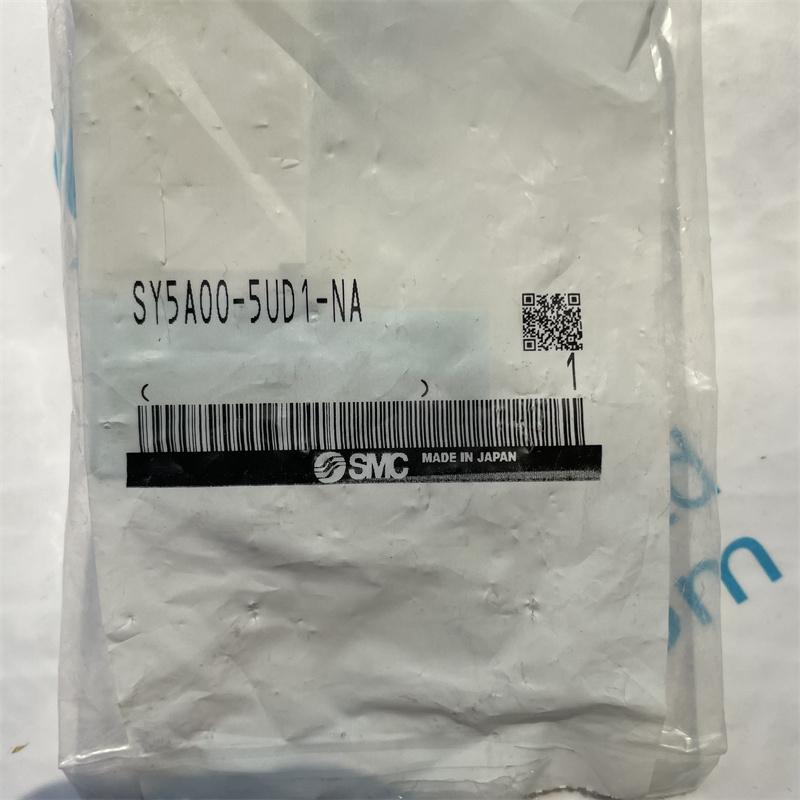 SY5A00-5UD1-NA
1
( )
SMC MADE IN JAPAN